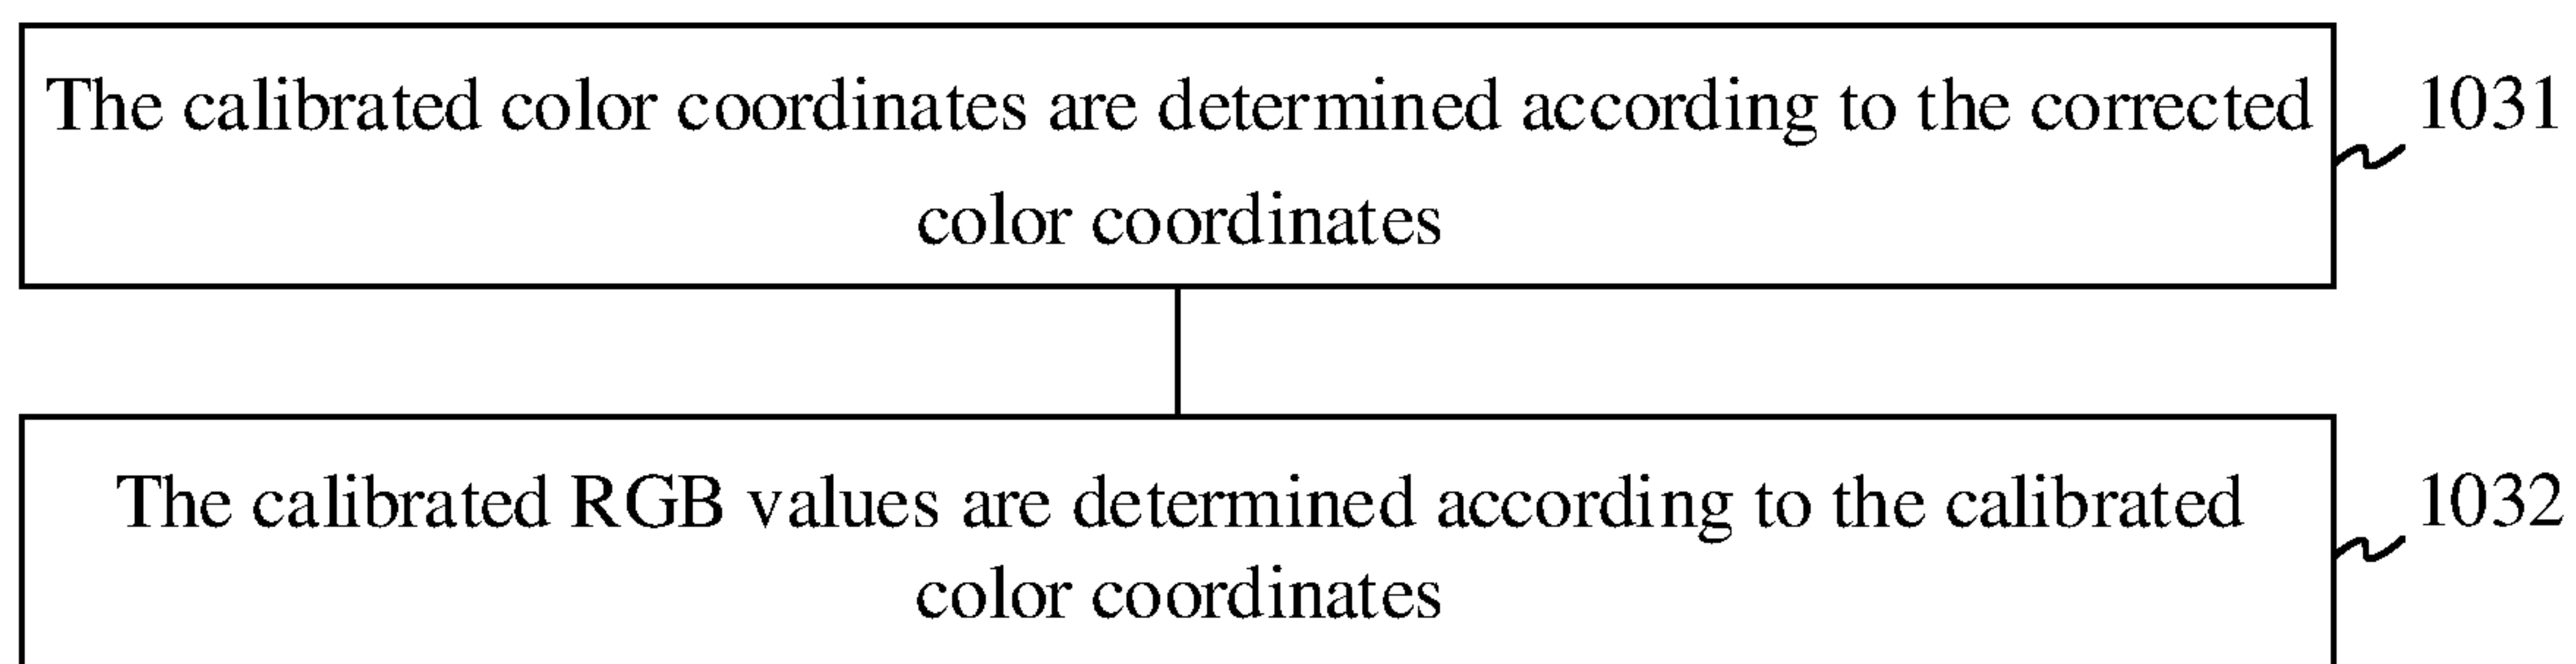 The calibrated color coordinates are determined according to the corrected
color coordinates
1031
The calibrated RGB values are determined according to the calibrated
color coordinates
1032